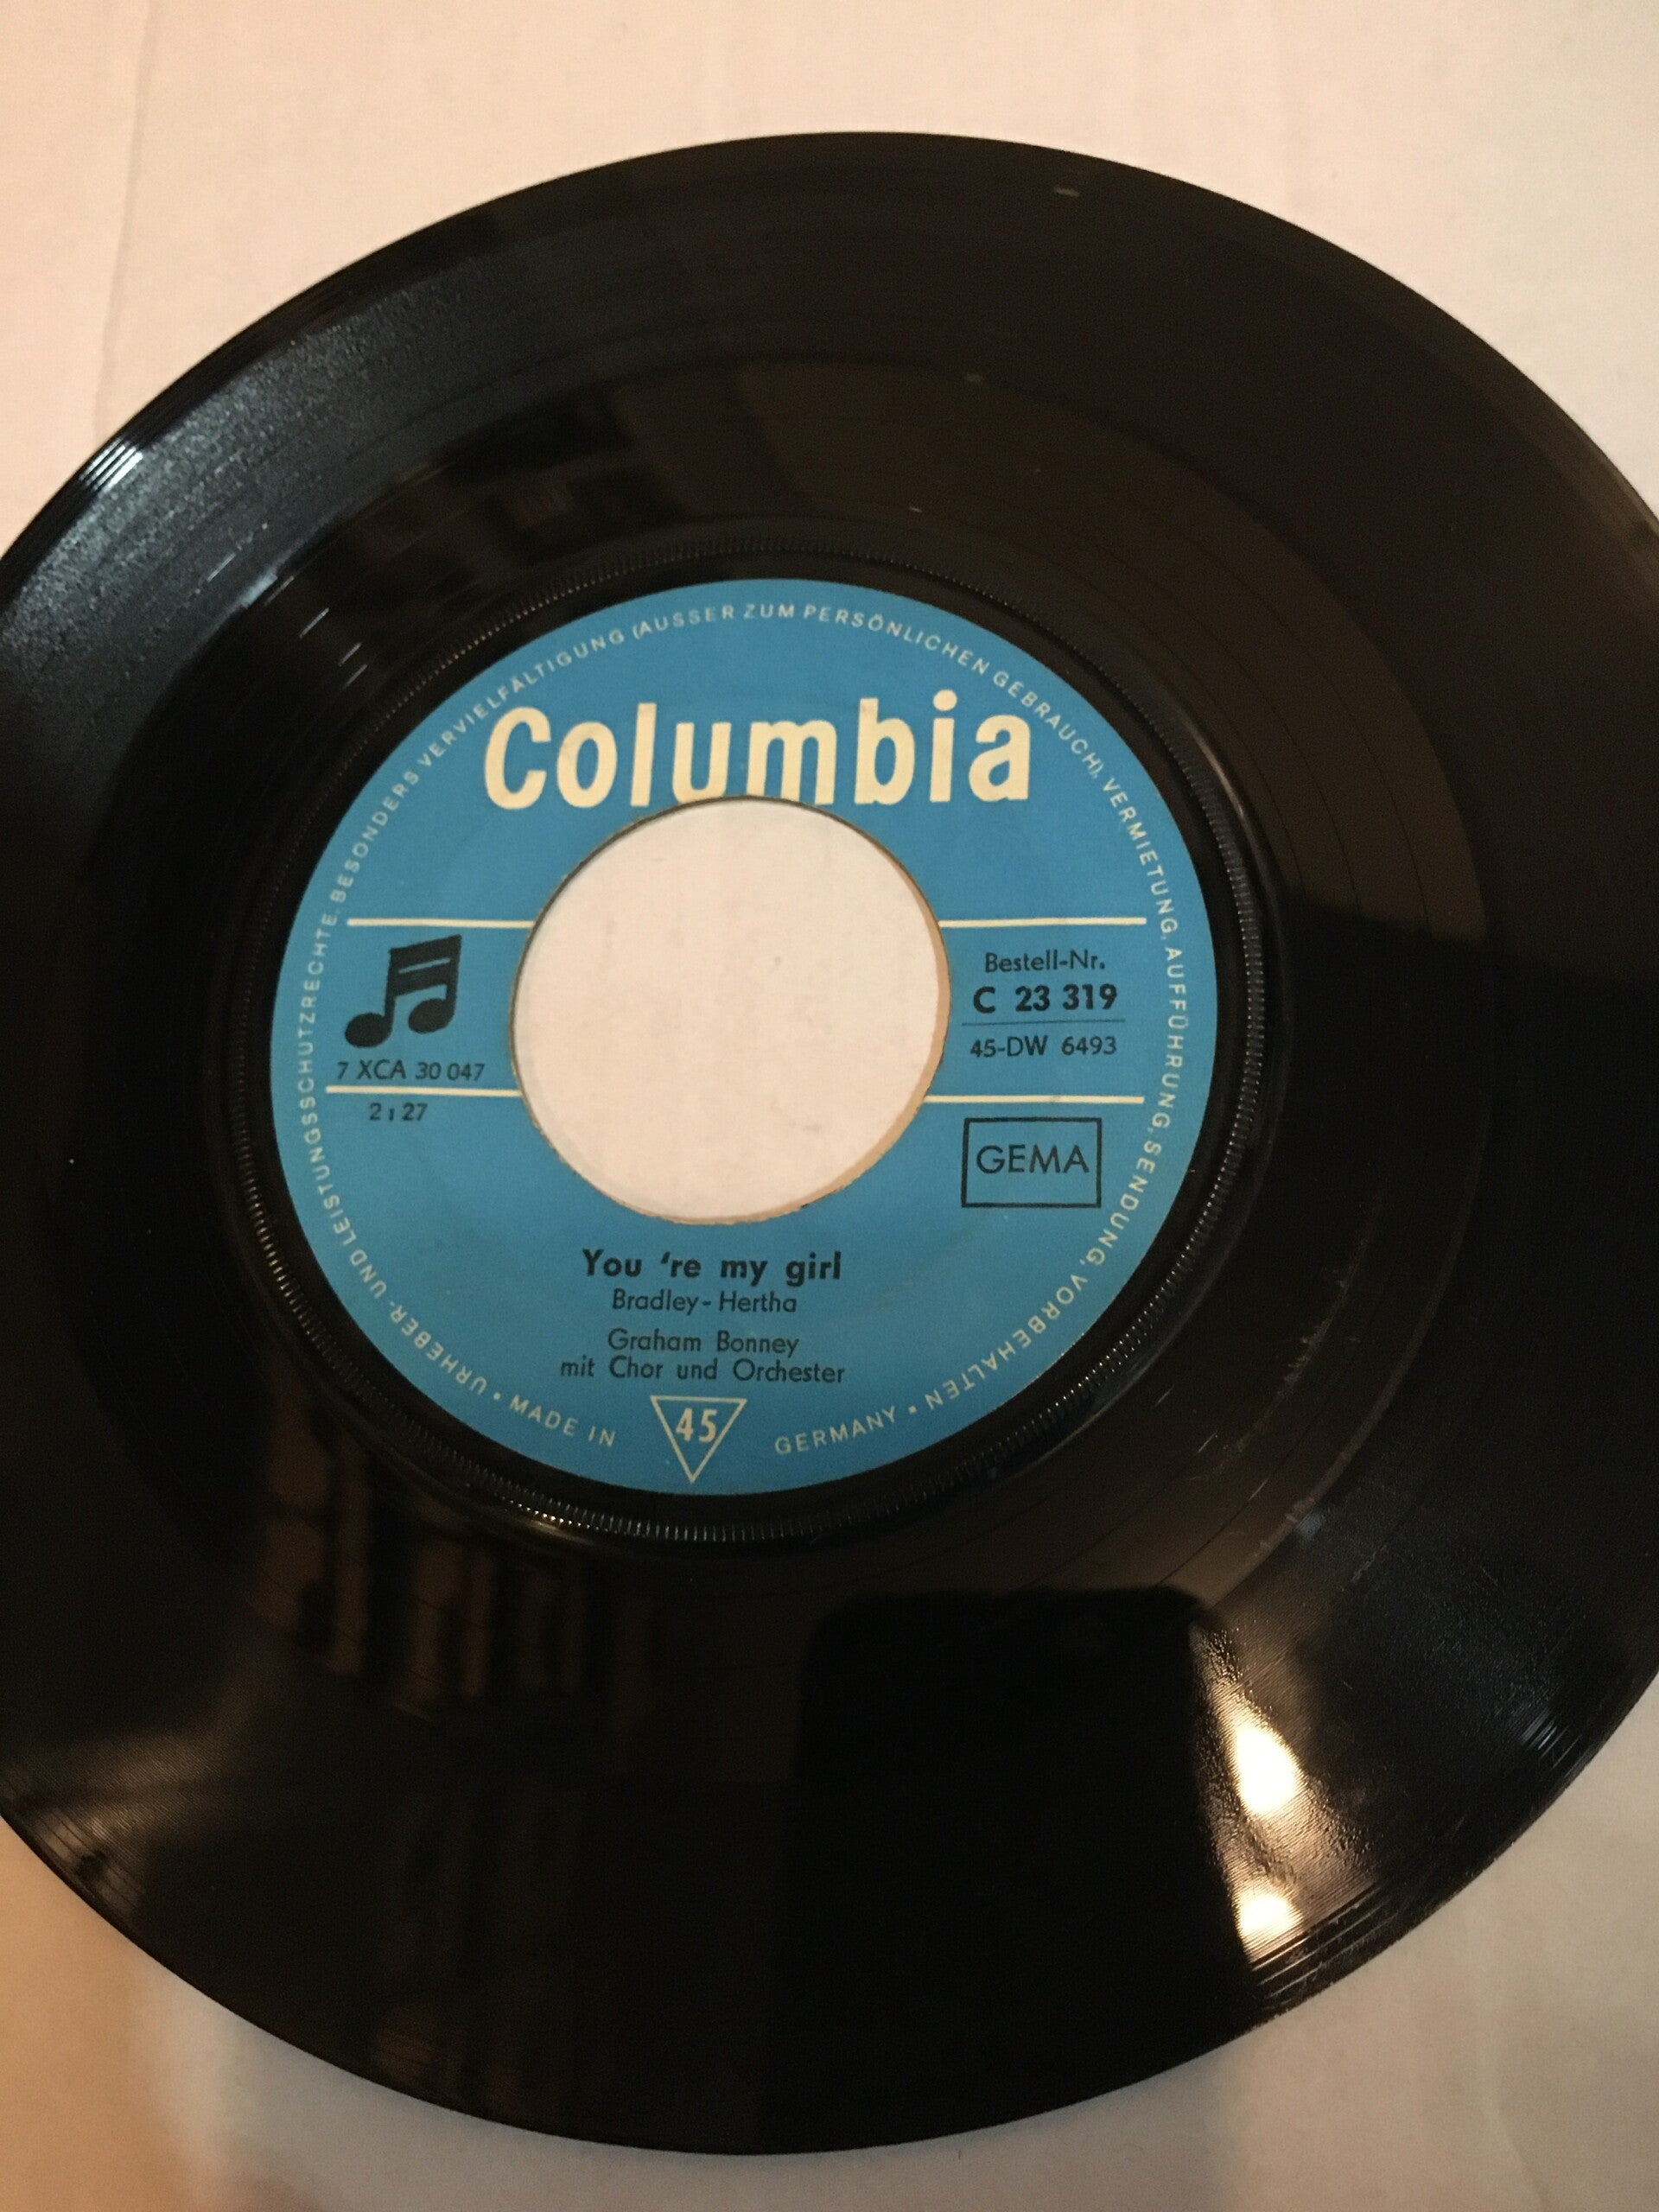 URHEBER- UND LEISTUNGSSCHUTZRECHTE, BESONDERS VERVIELFÄLTIGUNG (AUSSER ZUM PERSÖNLICHEN GEBRAUCH), VERMIETUNG, AUFFÜHRUNG, SENDUNG, VORBEHALTEN
Columbia
Bestell-Nr.
C 23 319
45-DW 6493
7 XCA 30 047
2:27
GEMA
You 're my girl
Bradley-Hertha
Graham Bonney
mit Chor und Orchester
MADE IN
45
GERMANY